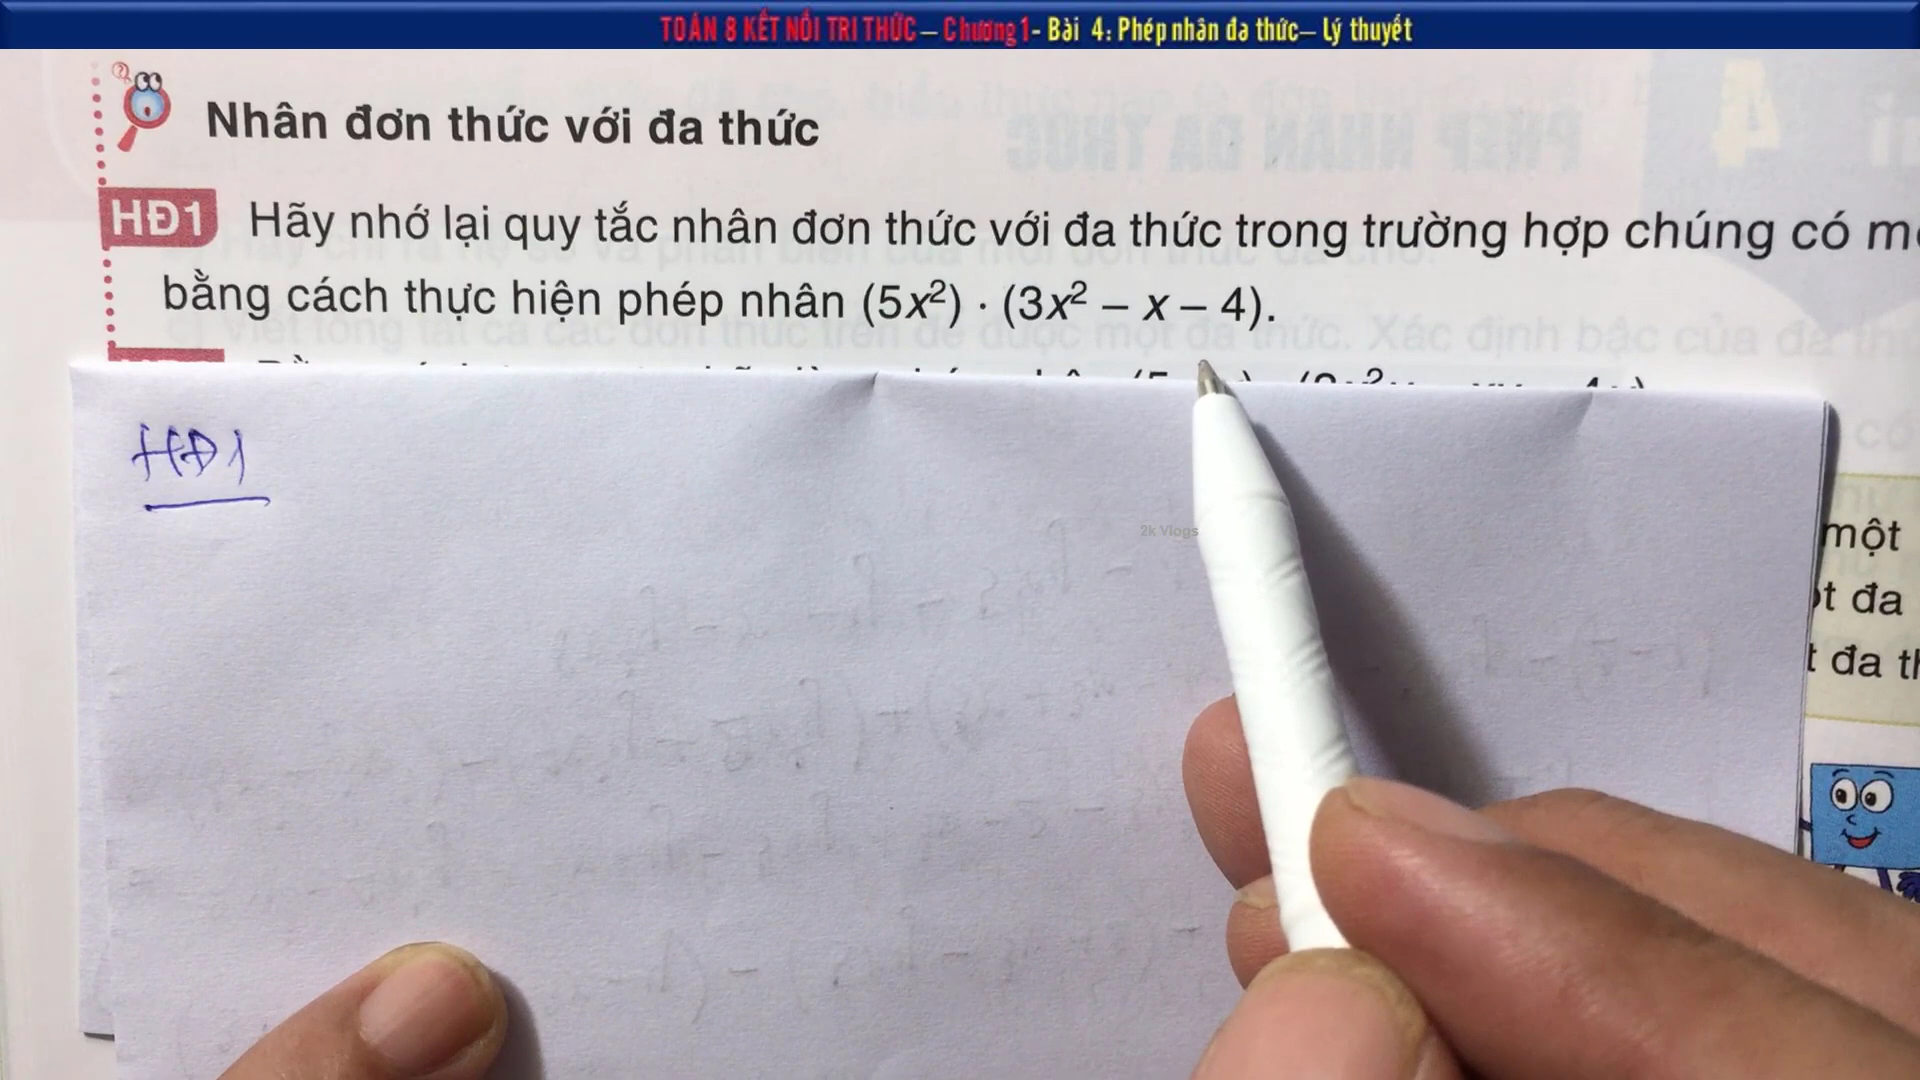 TOÁN 8 KẾT NỐI TRI THỨC – Chương 1- Bài 4: Phép nhân đa thức– Lý thuyết
Nhân đơn thức với đa thức
HĐ1 Hãy nhớ lại quy tắc nhân đơn thức với đa thức trong trường hợp chúng có
bằng cách thực hiện phép nhân (5x²) · (3x² – x – 4).
HĐ1
2k Vlogs
một
đa
đa